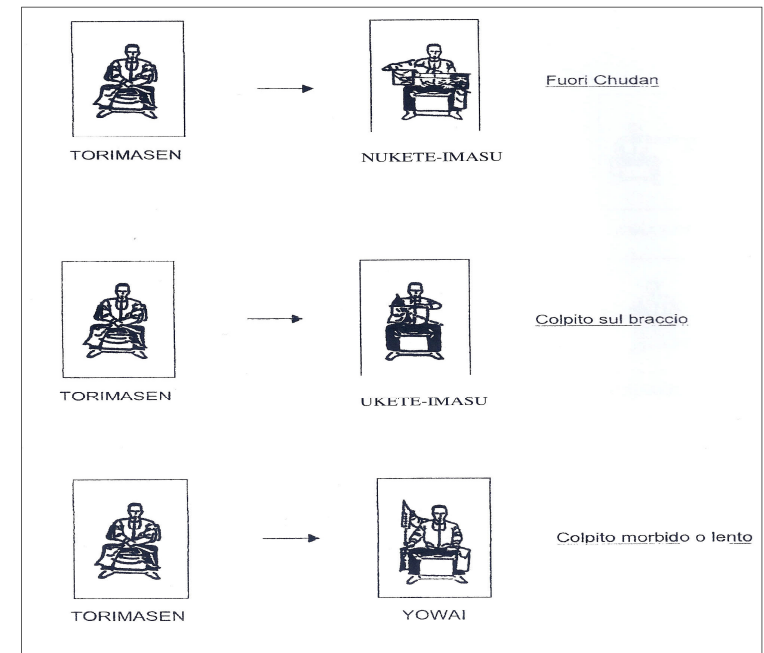 Fuori Chudan
TORIMASEN
NUKETE-IMASU
Colpito sul braccio
TORIMASEN
UKETE-IMASU
Colpito morbido o lento
TORIMASEN
YOWAI